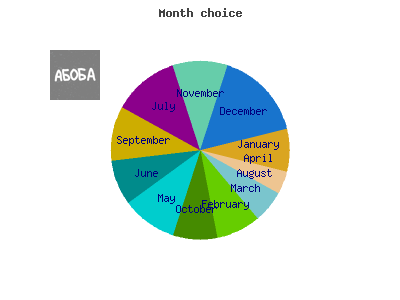 Month choice
АБОБА
November
December
July
January
September
April
August
June
March
May
February
October